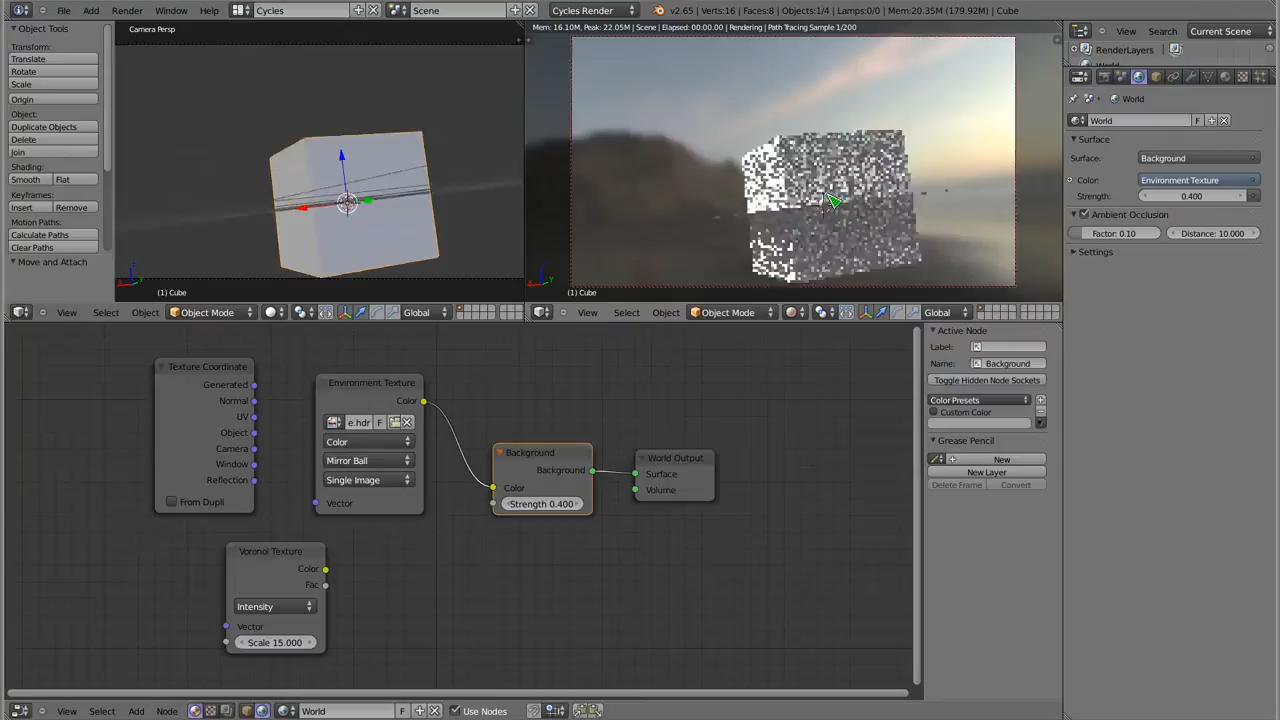 File Add Render Window Help Cycles Scene Cycles Render v2.65 | Verts:16 | Faces:8 | Objects:1/4 | Lamps:0/0 | Mem:20.35M (179.92M) | Cube
Object Tools
Transform:
Translate
Rotate
Scale
Origin
Object:
Duplicate Objects
Delete
Join
Shading:
Smooth Flat
Keyframes:
Insert Remove
Motion Paths:
Calculate Paths
Clear Paths
Move and Attach
Camera Persp
(1) Cube
View Select Object Object Mode Global
Mem: 16.10M, Peak: 22.05M | Scene | Elapsed: 00:00.00 | Rendering | Path Tracing Sample 1/200
(1) Cube
View Select Object Object Mode Global
View Search Current Scene
RenderLayers
World
World
World F
Surface
Surface: Background
Color: Environment Texture
Strength: 0.400
Ambient Occlusion
Factor: 0.10 Distance: 10.000
Settings
Texture Coordinate
Generated
Normal
UV
Object
Camera
Window
Reflection
From Dupli
Environment Texture
Color
e.hdr F
Color
Mirror Ball
Single Image
Vector
Background
Background
Color
Strength 0.400
World Output
Surface
Volume
Voronoi Texture
Color
Fac
Intensity
Vector
Scale 15.000
Active Node
Label:
Name: Background
Toggle Hidden Node Sockets
Color Presets
Custom Color
Grease Pencil
New
New Layer
Delete Frame Convert
View Select Add Node World F Use Nodes